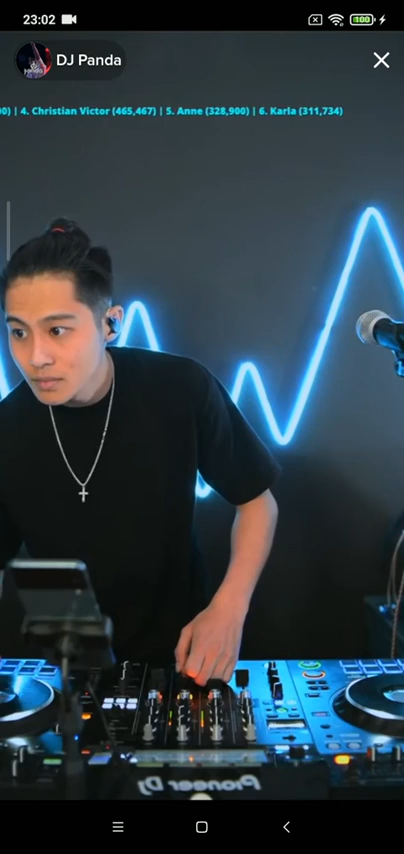 23:02
100
DJ Panda
0) | 4. Christian Victor (465,467) | 5. Anne (328,900) | 6. Karla (311,734)
Pioneer Dj